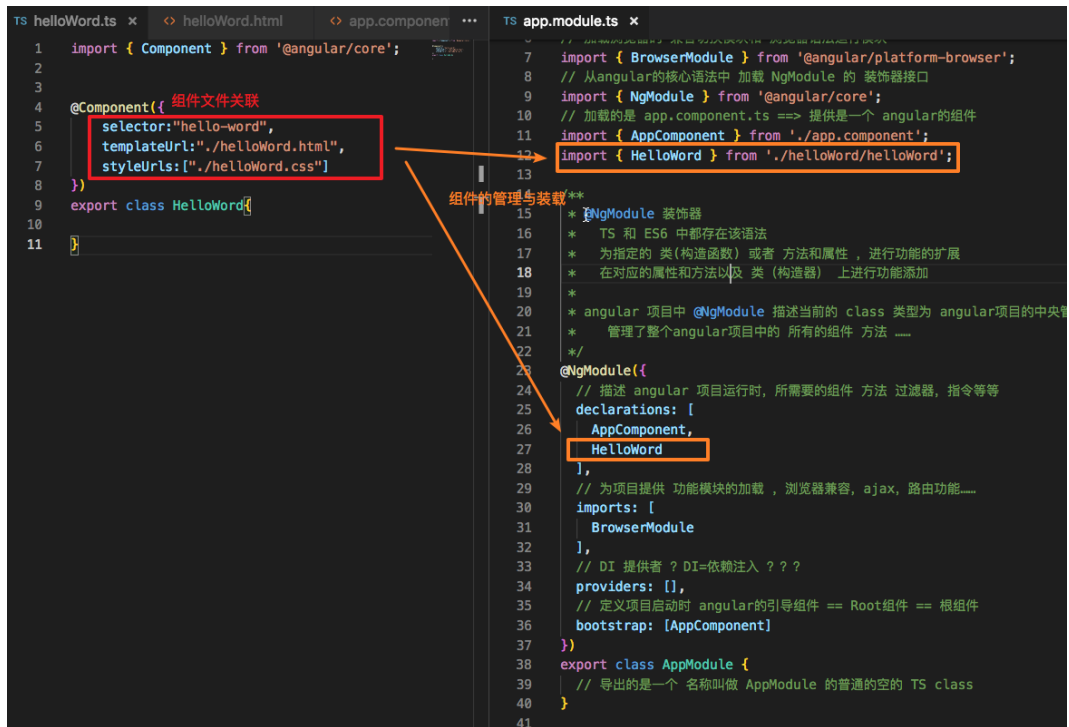 TS helloWord.ts ×
<> helloWord.html
<> app.componen ···
1 import { Component } from '@angular/core';
2
3
4 @Component({ 组件文件关联
5 selector:"hello-word",
6 templateUrl:"./helloWord.html",
7 styleUrls:["./helloWord.css"]
8 })
9 export class HelloWord{
10
11 }
组件的管理与装载
TS app.module.ts ×
7 import { BrowserModule } from '@angular/platform-browser';
8 // 从angular的核心语法中 加载 NgModule 的 装饰器接口
9 import { NgModule } from '@angular/core';
10 // 加载的是 app.component.ts ==> 提供是一个 angular的组件
11 import { AppComponent } from './app.component';
12 import { HelloWord } from './helloWord/helloWord';
13
14 /**
15 * @NgModule 装饰器
16 * TS 和 ES6 中都存在该语法
17 * 为指定的 类(构造函数) 或者 方法和属性 ，进行功能的扩展
18 * 在对应的属性和方法以及 类（构造器） 上进行功能添加
19 *
20 * angular 项目中 @NgModule 描述当前的 class 类型为 angular项目的中央管
21 * 管理了整个angular项目中的 所有的组件 方法 ……
22 */
23 @NgModule({
24 // 描述 angular 项目运行时，所需要的组件 方法 过滤器，指令等等
25 declarations: [
26 AppComponent,
27 HelloWord
28 ],
29 // 为项目提供 功能模块的加载 ，浏览器兼容，ajax，路由功能……
30 imports: [
31 BrowserModule
32 ],
33 // DI 提供者 ？DI=依赖注入 ？？？
34 providers: [],
35 // 定义项目启动时 angular的引导组件 == Root组件 == 根组件
36 bootstrap: [AppComponent]
37 })
38 export class AppModule {
39 // 导出的是一个 名称叫做 AppModule 的普通的空的 TS class
40 }
41